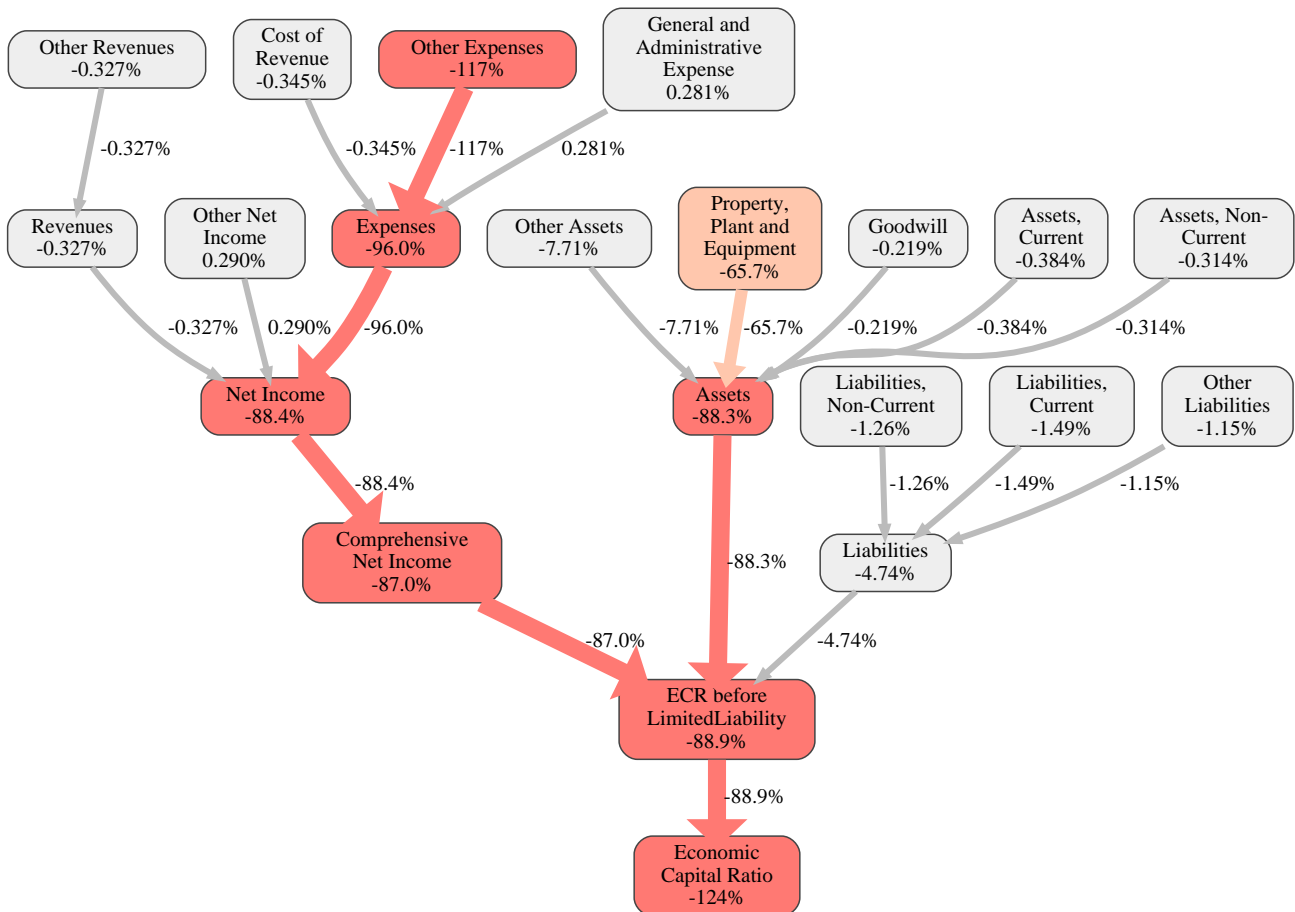 Other Revenues
-0.327%
Cost of
Revenue
-0.345%
Other Expenses
-117%
General and
Administrative
Expense
0.281%
-0.327%
-0.345%
-117%
0.281%
Revenues
-0.327%
Other Net
Income
0.290%
Expenses
-96.0%
Other Assets
-7.71%
Property,
Plant and
Equipment
-65.7%
Goodwill
-0.219%
Assets,
Current
-0.384%
Assets, Non-
Current
-0.314%
-0.327%
0.290%
-96.0%
-7.71%
-65.7%
-0.219%
-0.384%
-0.314%
Net Income
-88.4%
Assets
-88.3%
Liabilities,
Non-Current
-1.26%
Liabilities,
Current
-1.49%
Other
Liabilities
-1.15%
-88.4%
-1.26%
-1.49%
-1.15%
Comprehensive
Net Income
-87.0%
-88.3%
Liabilities
-4.74%
-87.0%
-4.74%
ECR before
LimitedLiability
-88.9%
-88.9%
Economic
Capital Ratio
-124%